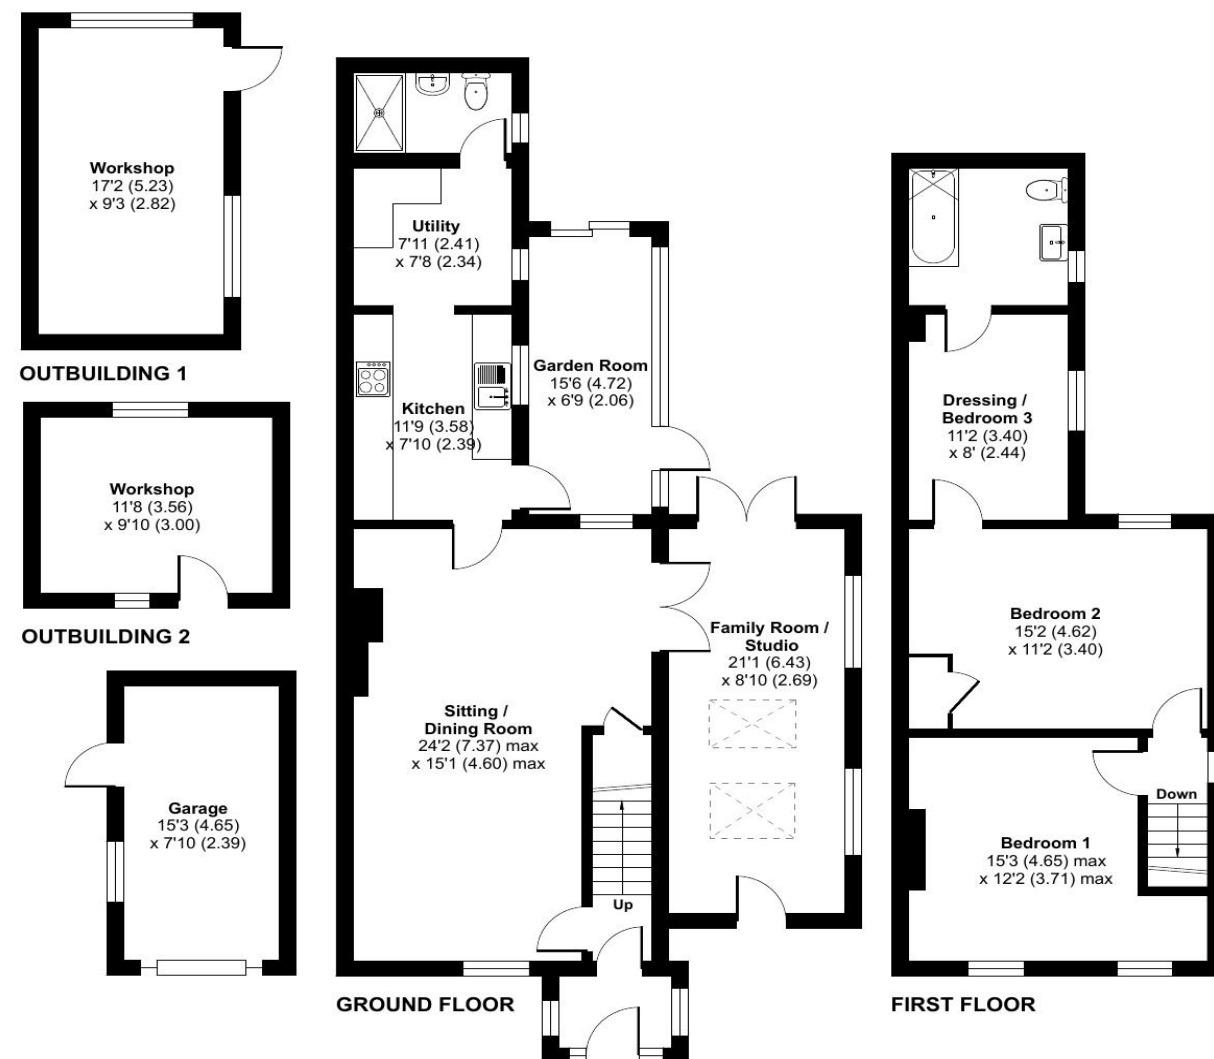 Workshop
17'2 (5.23)
x 9'3 (2.82)
OUTBUILDING 1
Workshop
11'8 (3.56)
x 9'10 (3.00)
OUTBUILDING 2
Garage
15'3 (4.65)
x 7'10 (2.39)
Utility
7'11 (2.41)
x 7'8 (2.34)
Kitchen
11'9 (3.58)
x 7'10 (2.39)
Garden Room
15'6 (4.72)
x 6'9 (2.06)
Family Room /
Studio
21'1 (6.43)
x 8'10 (2.69)
Sitting /
Dining Room
24'2 (7.37) max
x 15'1 (4.60) max
Up
GROUND FLOOR
Dressing /
Bedroom 3
11'2 (3.40)
x 8' (2.44)
Bedroom 2
15'2 (4.62)
x 11'2 (3.40)
Down
Bedroom 1
15'3 (4.65) max
x 12'2 (3.71) max
FIRST FLOOR